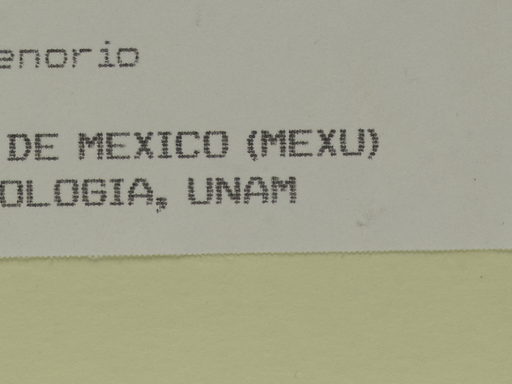 enorio
DE MEXICO (MEXU)
OLOGIA, UNAM